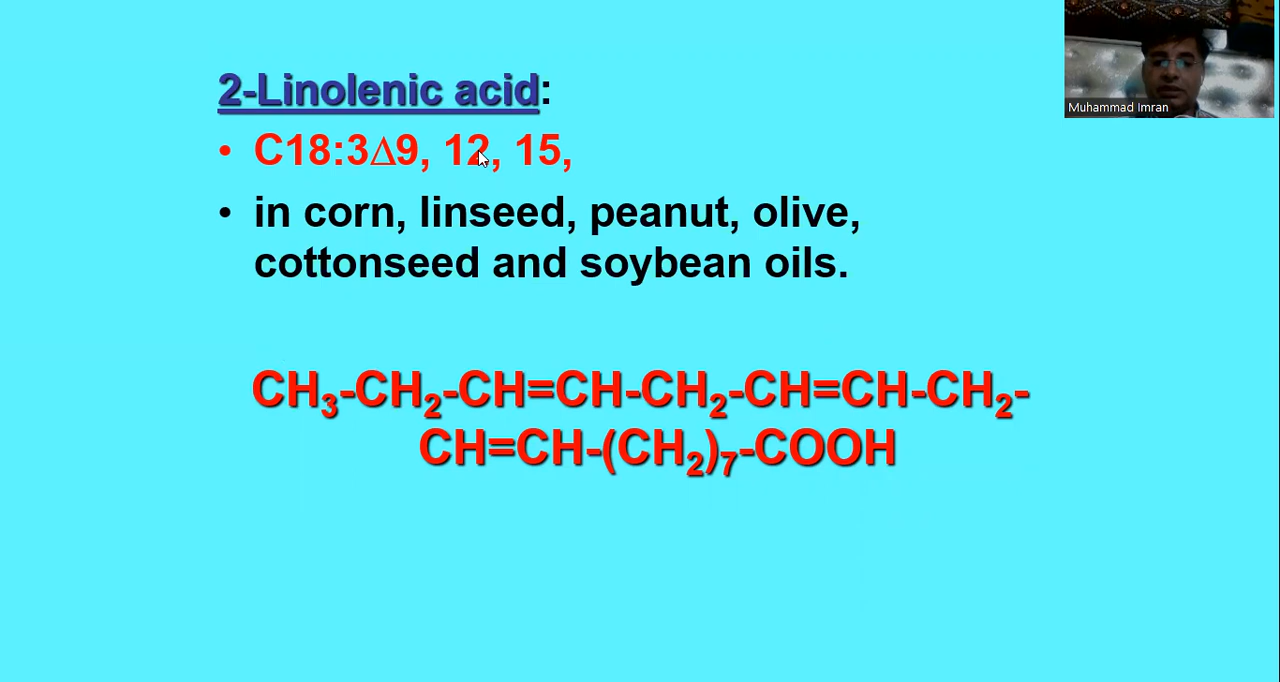 2-Linolenic acid:
• C18:3∆9, 12, 15,
• in corn, linseed, peanut, olive,
cottonseed and soybean oils.
CH₃-CH₂-CH=CH-CH₂-CH=CH-CH₂-
CH=CH-(CH₂)₇-COOH
Muhammad Imran